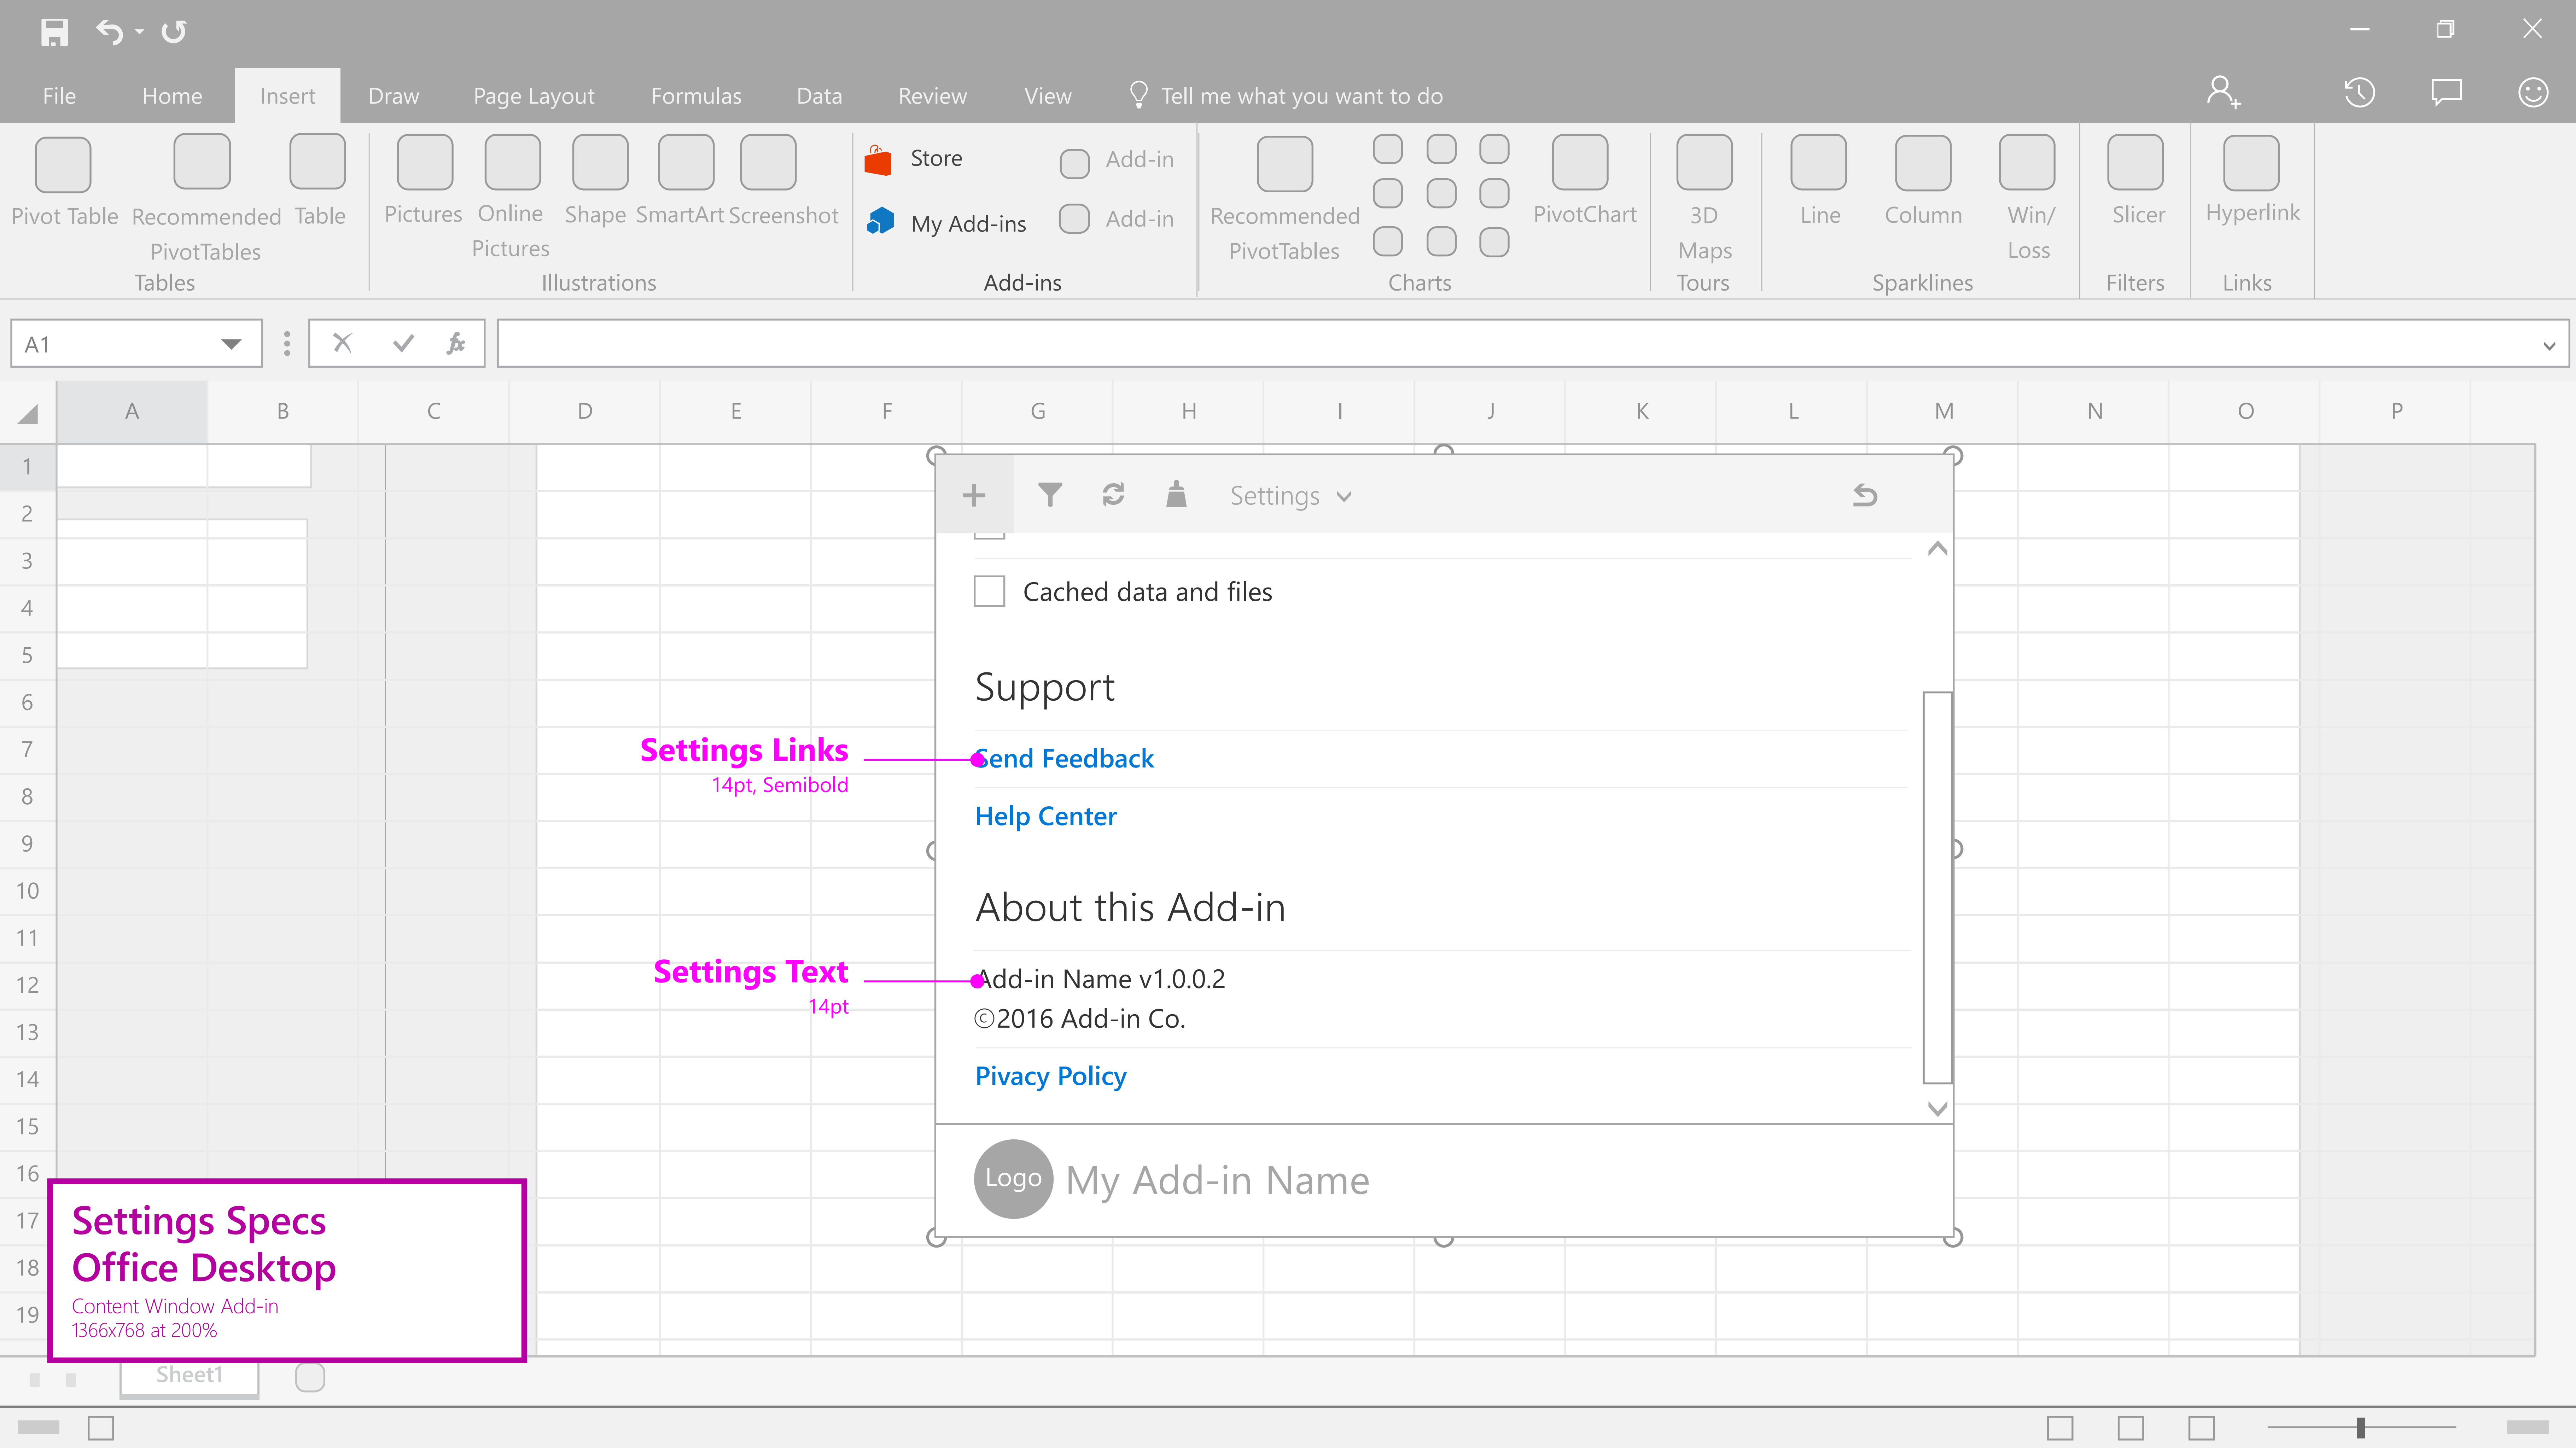 File Home Insert Draw Page Layout Formulas Data Review View Tell me what you want to do
Pivot Table
Recommended
PivotTables
Table
Tables
Pictures
Online
Pictures
Shape
SmartArt
Screenshot
Illustrations
Store
My Add-ins
Add-in
Add-in
Add-ins
Recommended
PivotTables
PivotChart
Charts
3D
Maps
Tours
Line
Column
Win/
Loss
Sparklines
Slicer
Filters
Hyperlink
Links
A1
fx
A B C D E F G H I J K L M N O P
1
2
3
4
5
6
7
8
9
10
11
12
13
14
15
16
17
18
19
Settings
Cached data and files
Support
Settings Links
14pt, Semibold
Send Feedback
Help Center
About this Add-in
Settings Text
14pt
Add-in Name v1.0.0.2
©2016 Add-in Co.
Pivacy Policy
Logo My Add-in Name
Settings Specs
Office Desktop
Content Window Add-in
1366x768 at 200%
Sheet1